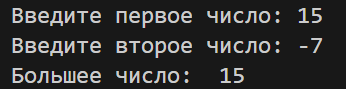 Введите первое число: 15
Введите второе число: -7
Большее число:  15